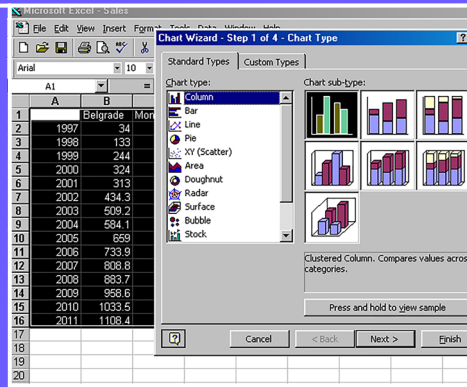 Microsoft Excel - Sales
File Edit View Insert Format Tools Data Window Help
Arial 10
A1 =
A B
1 Belgrade Mon
2 1997 34
3 1998 133
4 1999 244
5 2000 324
6 2001 313
7 2002 434.3
8 2003 509.2
9 2004 584.1
10 2005 659
11 2006 733.9
12 2007 808.8
13 2008 883.7
14 2009 958.6
15 2010 1033.5
16 2011 1108.4
17
18
19
20
Chart Wizard - Step 1 of 4 - Chart Type ?
Standard Types Custom Types
Chart type:
Column
Bar
Line
Pie
XY (Scatter)
Area
Doughnut
Radar
Surface
Bubble
Stock
Chart sub-type:
Clustered Column. Compares values acros
categories.
Press and hold to view sample
? Cancel < Back Next > Finish